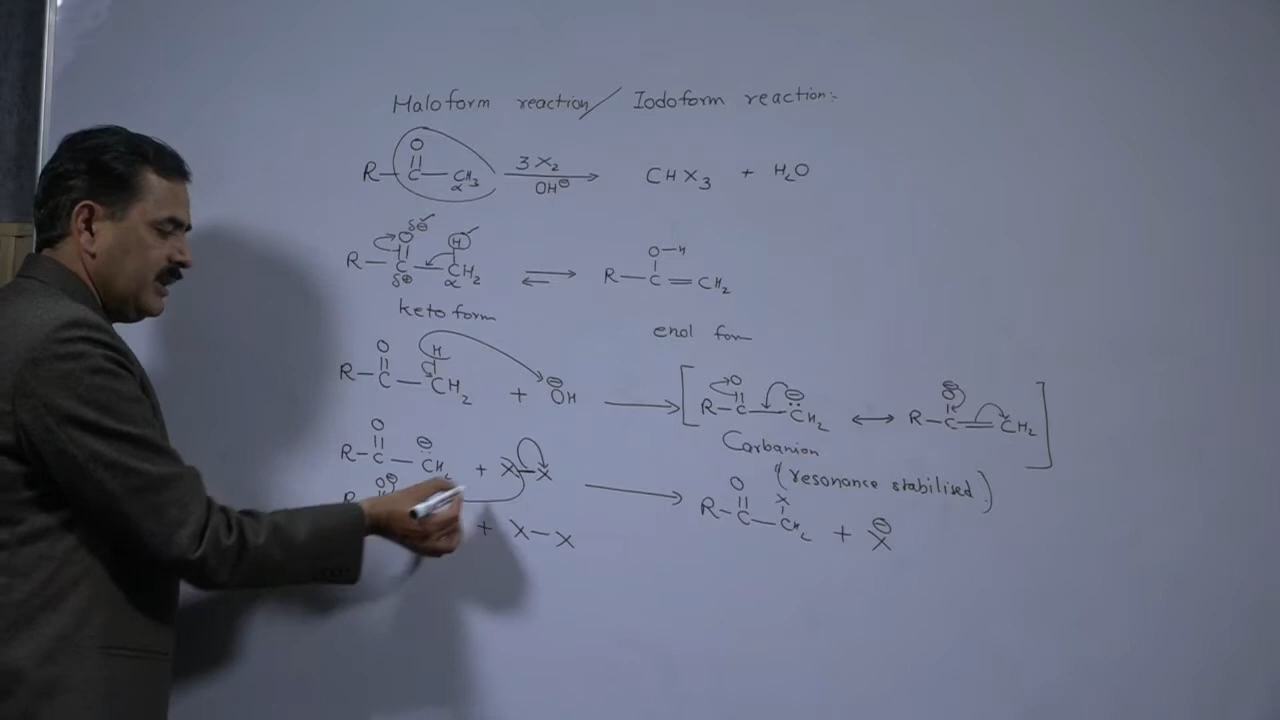 Haloform reaction/ Iodoform reaction:-
O
R—C—CH3 3X2 OH⊖ → CHX3 + H2O
α
δ⊖
O H O—H
R—C—CH2 ⇌ R—C=CH2
δ⊕ α
keto form enol form
O H ⊖
R—C—CH2 + OH → [R—C—CH2 ↔ R—C=CH2]
O ⊖ O⊖
Carbanion
(resonance stabilised)
O ⊖
R—C—CH2 + X—X → R—C—CH2 + X⊖
O X
O⊖
R + X—X